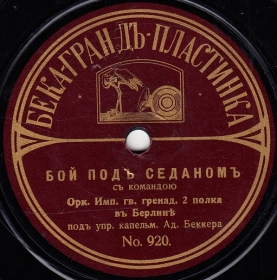 БЕКА-ГРАНДЪ-ПЛАСТИНКА
БОЙ ПОДЪ СЕДАНОМЪ
съ командою
Орк. Имп. гв. гренад. 2 полка
въ Берлинѣ
подъ упр. капельм. Ад. Беккера
No. 920.